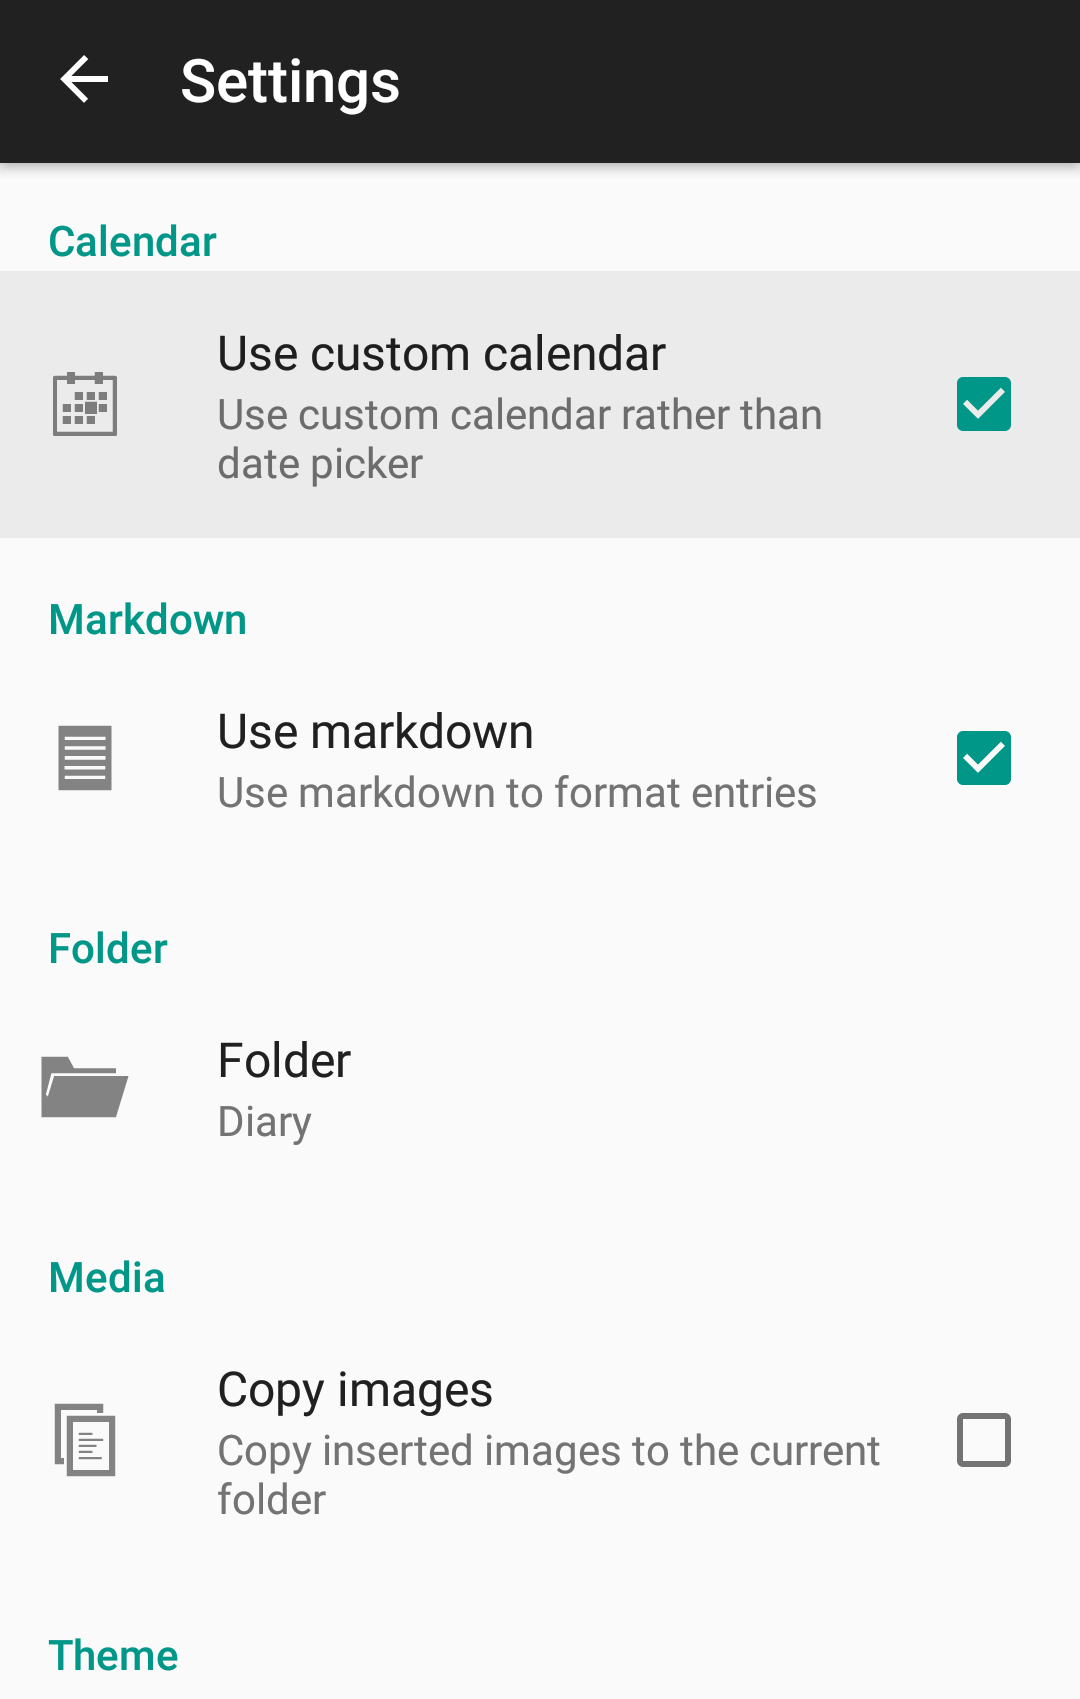 Settings
Calendar
Use custom calendar
Use custom calendar rather than
date picker
Markdown
Use markdown
Use markdown to format entries
Folder
Folder
Diary
Media
Copy images
Copy inserted images to the current
folder
Theme